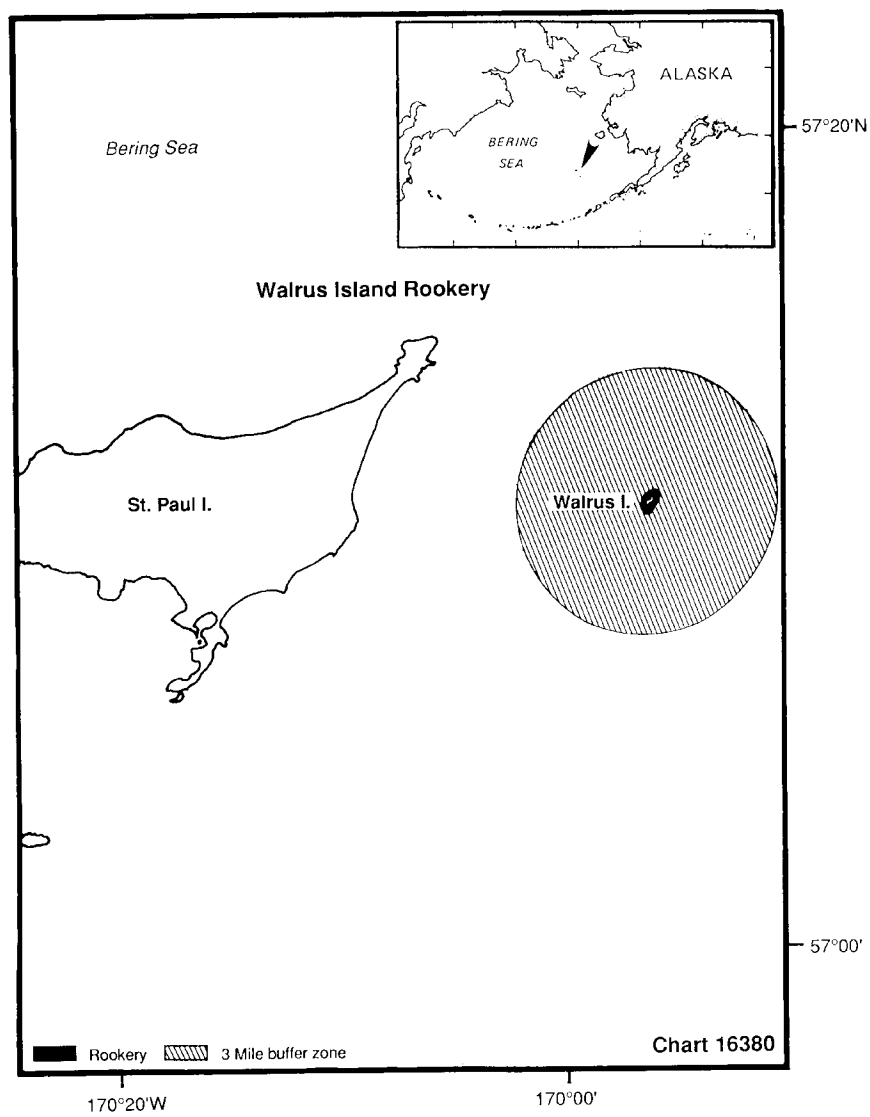 ALASKA
57°20'N
Bering Sea
BERING
SEA
Walrus Island Rookery
St. Paul I.
Walrus I.
57°00'
Rookery
3 Mile buffer zone
Chart 16380
170°20'W
170°00'